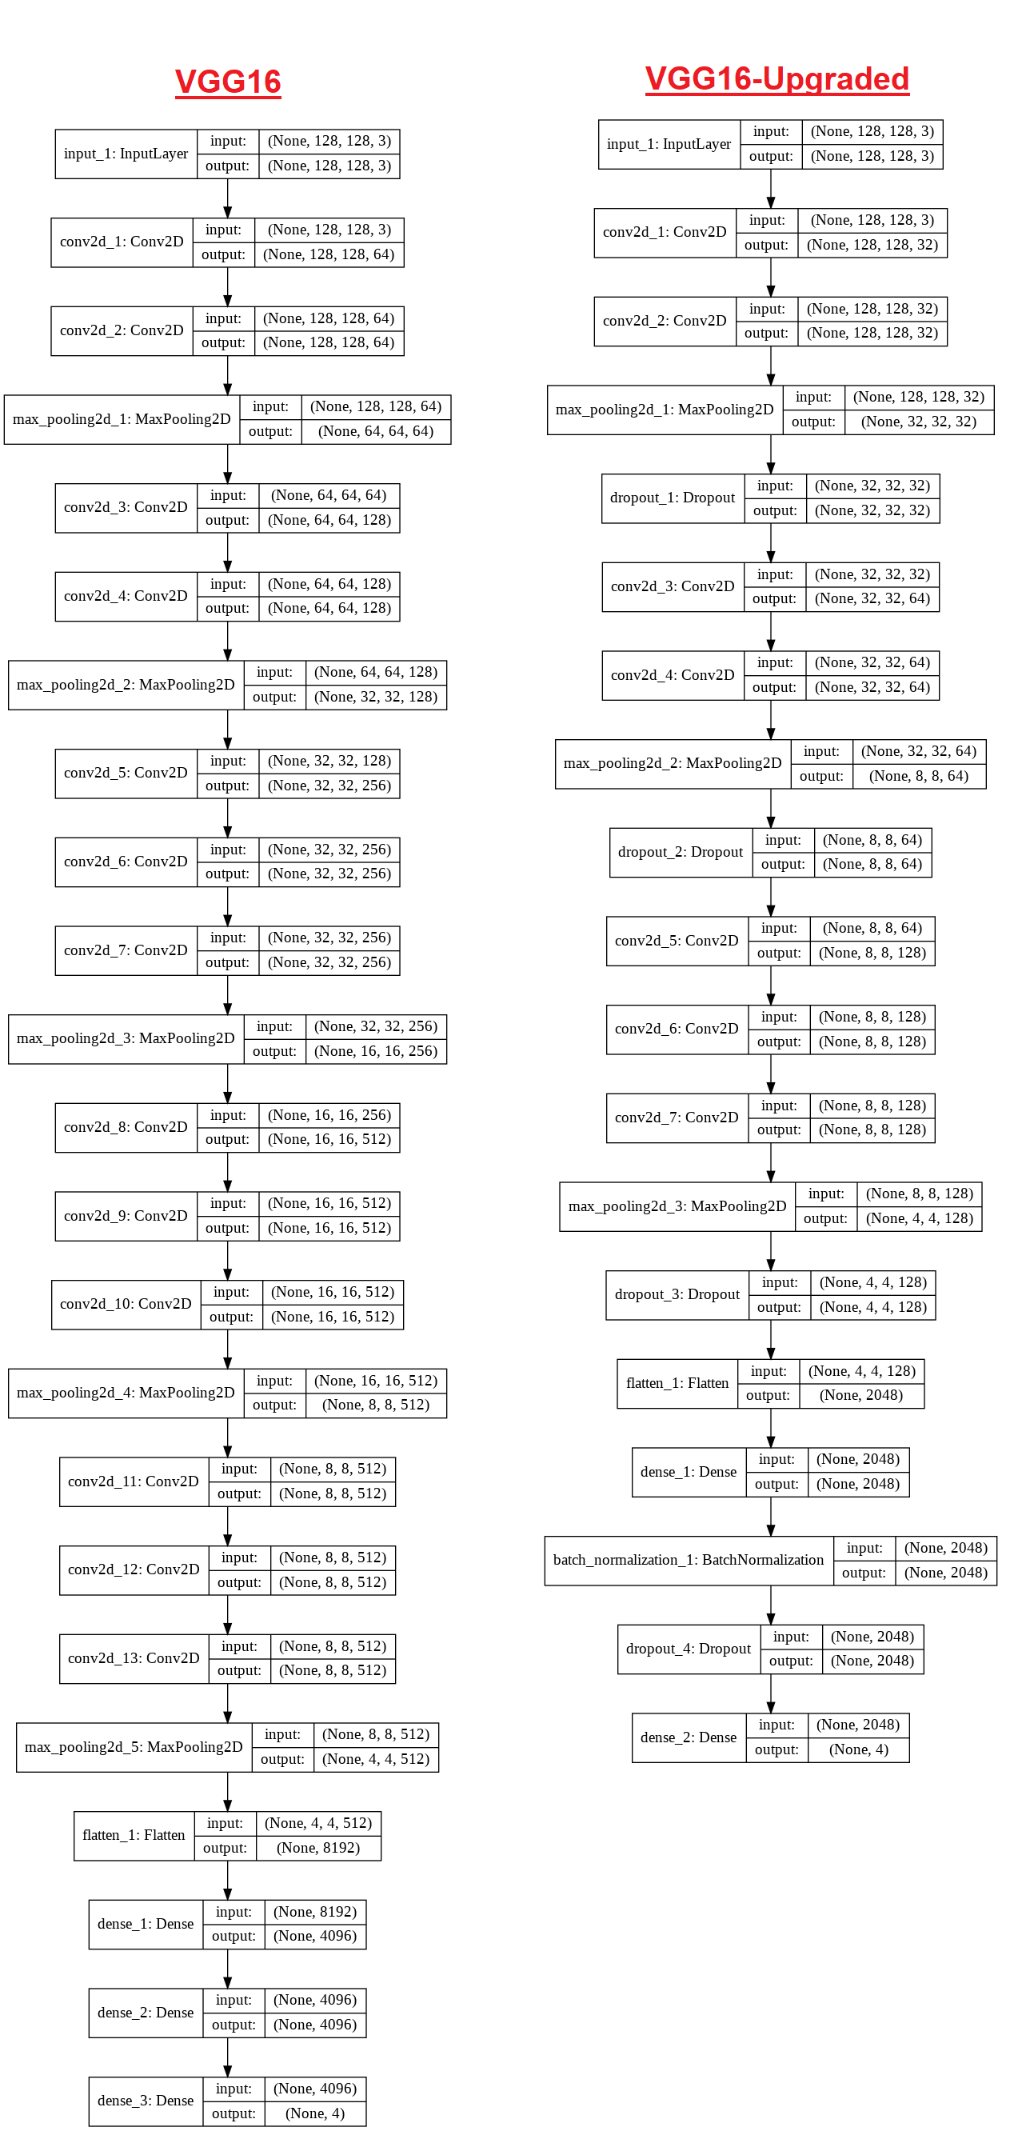 VGG16
input_1: InputLayer
input: (None, 128, 128, 3)
output: (None, 128, 128, 3)
conv2d_1: Conv2D
input: (None, 128, 128, 3)
output: (None, 128, 128, 64)
conv2d_2: Conv2D
input: (None, 128, 128, 64)
output: (None, 128, 128, 64)
max_pooling2d_1: MaxPooling2D
input: (None, 128, 128, 64)
output: (None, 64, 64, 64)
conv2d_3: Conv2D
input: (None, 64, 64, 64)
output: (None, 64, 64, 128)
conv2d_4: Conv2D
input: (None, 64, 64, 128)
output: (None, 64, 64, 128)
max_pooling2d_2: MaxPooling2D
input: (None, 64, 64, 128)
output: (None, 32, 32, 128)
conv2d_5: Conv2D
input: (None, 32, 32, 128)
output: (None, 32, 32, 256)
conv2d_6: Conv2D
input: (None, 32, 32, 256)
output: (None, 32, 32, 256)
conv2d_7: Conv2D
input: (None, 32, 32, 256)
output: (None, 32, 32, 256)
max_pooling2d_3: MaxPooling2D
input: (None, 32, 32, 256)
output: (None, 16, 16, 256)
conv2d_8: Conv2D
input: (None, 16, 16, 256)
output: (None, 16, 16, 512)
conv2d_9: Conv2D
input: (None, 16, 16, 512)
output: (None, 16, 16, 512)
conv2d_10: Conv2D
input: (None, 16, 16, 512)
output: (None, 16, 16, 512)
max_pooling2d_4: MaxPooling2D
input: (None, 16, 16, 512)
output: (None, 8, 8, 512)
conv2d_11: Conv2D
input: (None, 8, 8, 512)
output: (None, 8, 8, 512)
conv2d_12: Conv2D
input: (None, 8, 8, 512)
output: (None, 8, 8, 512)
conv2d_13: Conv2D
input: (None, 8, 8, 512)
output: (None, 8, 8, 512)
max_pooling2d_5: MaxPooling2D
input: (None, 8, 8, 512)
output: (None, 4, 4, 512)
flatten_1: Flatten
input: (None, 4, 4, 512)
output: (None, 8192)
dense_1: Dense
input: (None, 8192)
output: (None, 4096)
dense_2: Dense
input: (None, 4096)
output: (None, 4096)
dense_3: Dense
input: (None, 4096)
output: (None, 4)
VGG16-Upgraded
input_1: InputLayer
input: (None, 128, 128, 3)
output: (None, 128, 128, 3)
conv2d_1: Conv2D
input: (None, 128, 128, 3)
output: (None, 128, 128, 32)
conv2d_2: Conv2D
input: (None, 128, 128, 32)
output: (None, 128, 128, 32)
max_pooling2d_1: MaxPooling2D
input: (None, 128, 128, 32)
output: (None, 32, 32, 32)
dropout_1: Dropout
input: (None, 32, 32, 32)
output: (None, 32, 32, 32)
conv2d_3: Conv2D
input: (None, 32, 32, 32)
output: (None, 32, 32, 64)
conv2d_4: Conv2D
input: (None, 32, 32, 64)
output: (None, 32, 32, 64)
max_pooling2d_2: MaxPooling2D
input: (None, 32, 32, 64)
output: (None, 8, 8, 64)
dropout_2: Dropout
input: (None, 8, 8, 64)
output: (None, 8, 8, 64)
conv2d_5: Conv2D
input: (None, 8, 8, 64)
output: (None, 8, 8, 128)
conv2d_6: Conv2D
input: (None, 8, 8, 128)
output: (None, 8, 8, 128)
conv2d_7: Conv2D
input: (None, 8, 8, 128)
output: (None, 8, 8, 128)
max_pooling2d_3: MaxPooling2D
input: (None, 8, 8, 128)
output: (None, 4, 4, 128)
dropout_3: Dropout
input: (None, 4, 4, 128)
output: (None, 4, 4, 128)
flatten_1: Flatten
input: (None, 4, 4, 128)
output: (None, 2048)
dense_1: Dense
input: (None, 2048)
output: (None, 2048)
batch_normalization_1: BatchNormalization
input: (None, 2048)
output: (None, 2048)
dropout_4: Dropout
input: (None, 2048)
output: (None, 2048)
dense_2: Dense
input: (None, 2048)
output: (None, 4)